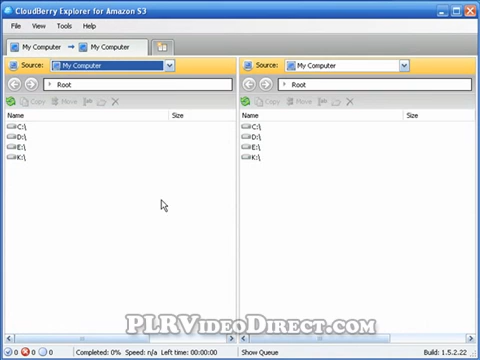 CloudBerry Explorer for Amazon S3
File View Tools Help
My Computer My Computer
Source: My Computer
Root
Copy Move
Name Size
C:\
D:\
E:\
K:\
Source: My Computer
Root
Copy Move
Name Size
C:\
D:\
E:\
K:\
PLRVideoDirect.com
0 0 0 Completed: 0% Speed: n/a Left time: 00:00:00 Show Queue Build: 1.5.2.22